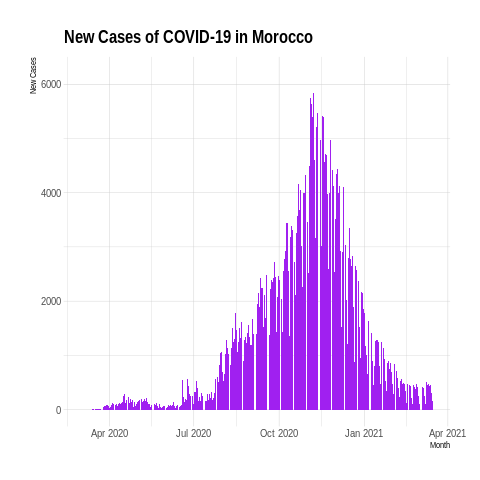 New Cases of COVID-19 in Morocco
New Cases
6000
4000
2000
0
Apr 2020
Jul 2020
Oct 2020
Jan 2021
Apr 2021
Month